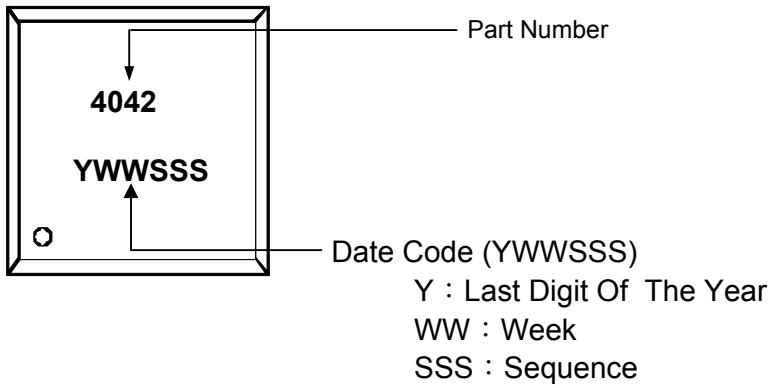 Part Number
4042
YWWSSS
Date Code (YWWSSS)
Y：Last Digit Of The Year
WW：Week
SSS：Sequence